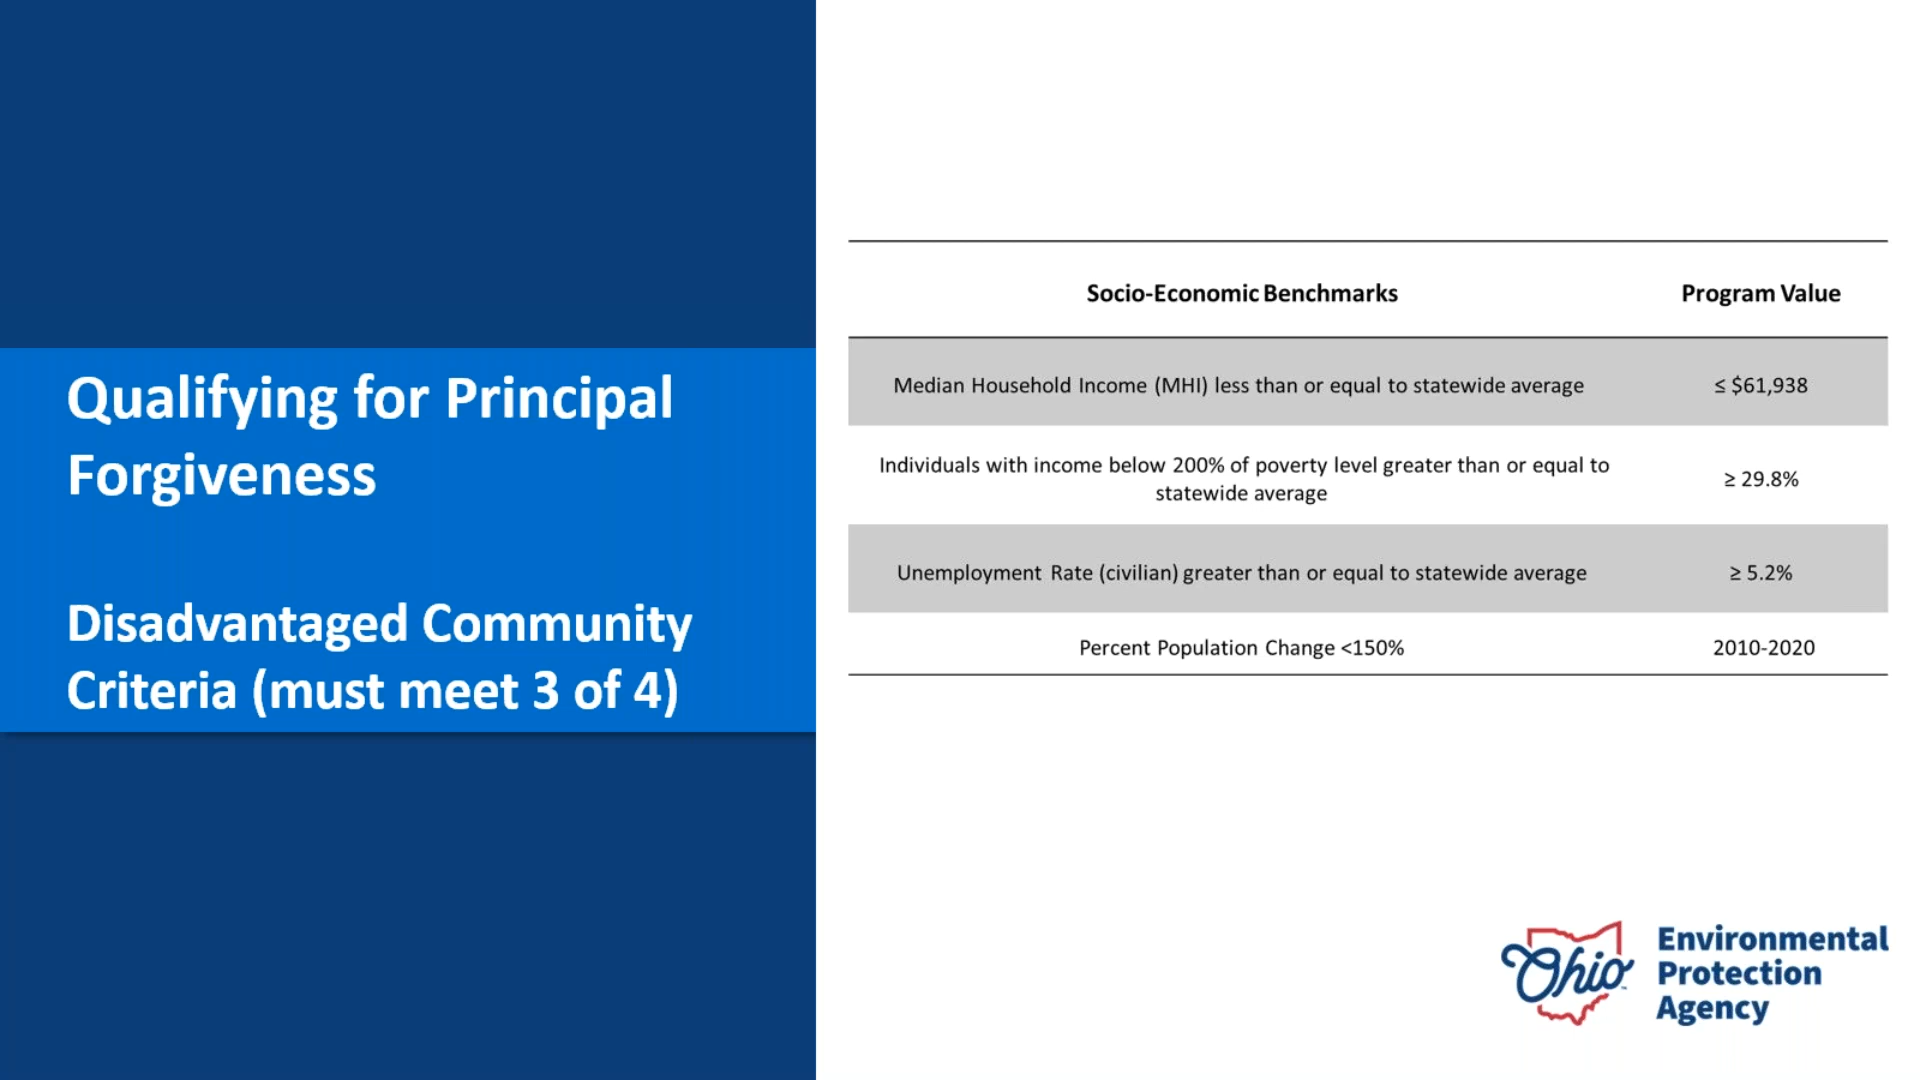 Qualifying for Principal
Forgiveness
Disadvantaged Community
Criteria (must meet 3 of 4)
Socio-Economic Benchmarks Program Value
Median Household Income (MHI) less than or equal to statewide average ≤ $61,938
Individuals with income below 200% of poverty level greater than or equal to
statewide average ≥ 29.8%
Unemployment Rate (civilian) greater than or equal to statewide average ≥ 5.2%
Percent Population Change <150% 2010-2020
Ohio
Environmental
Protection
Agency